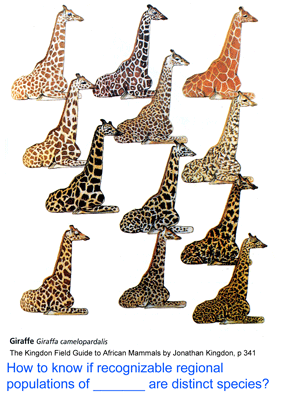 Giraffe Giraffa camelopardalis
The Kingdon Field Guide to African Mammals by Jonathan Kingdon, p 341
How to know if recognizable regional
populations of _______ are distinct species?